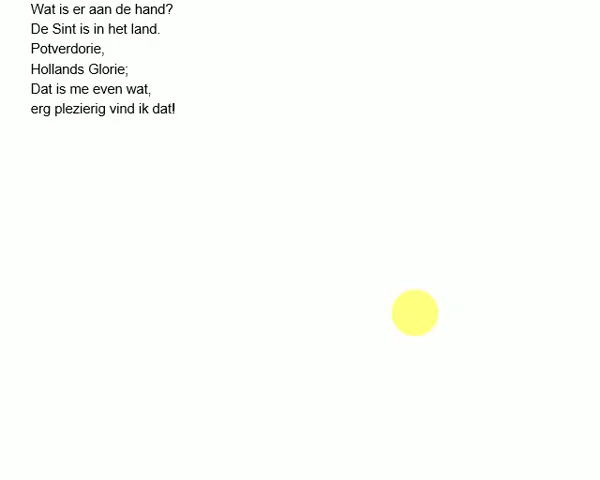 Wat is er aan de hand?
De Sint is in het land.
Potverdorie,
Hollands Glorie;
Dat is me even wat,
erg plezierig vind ik dat!